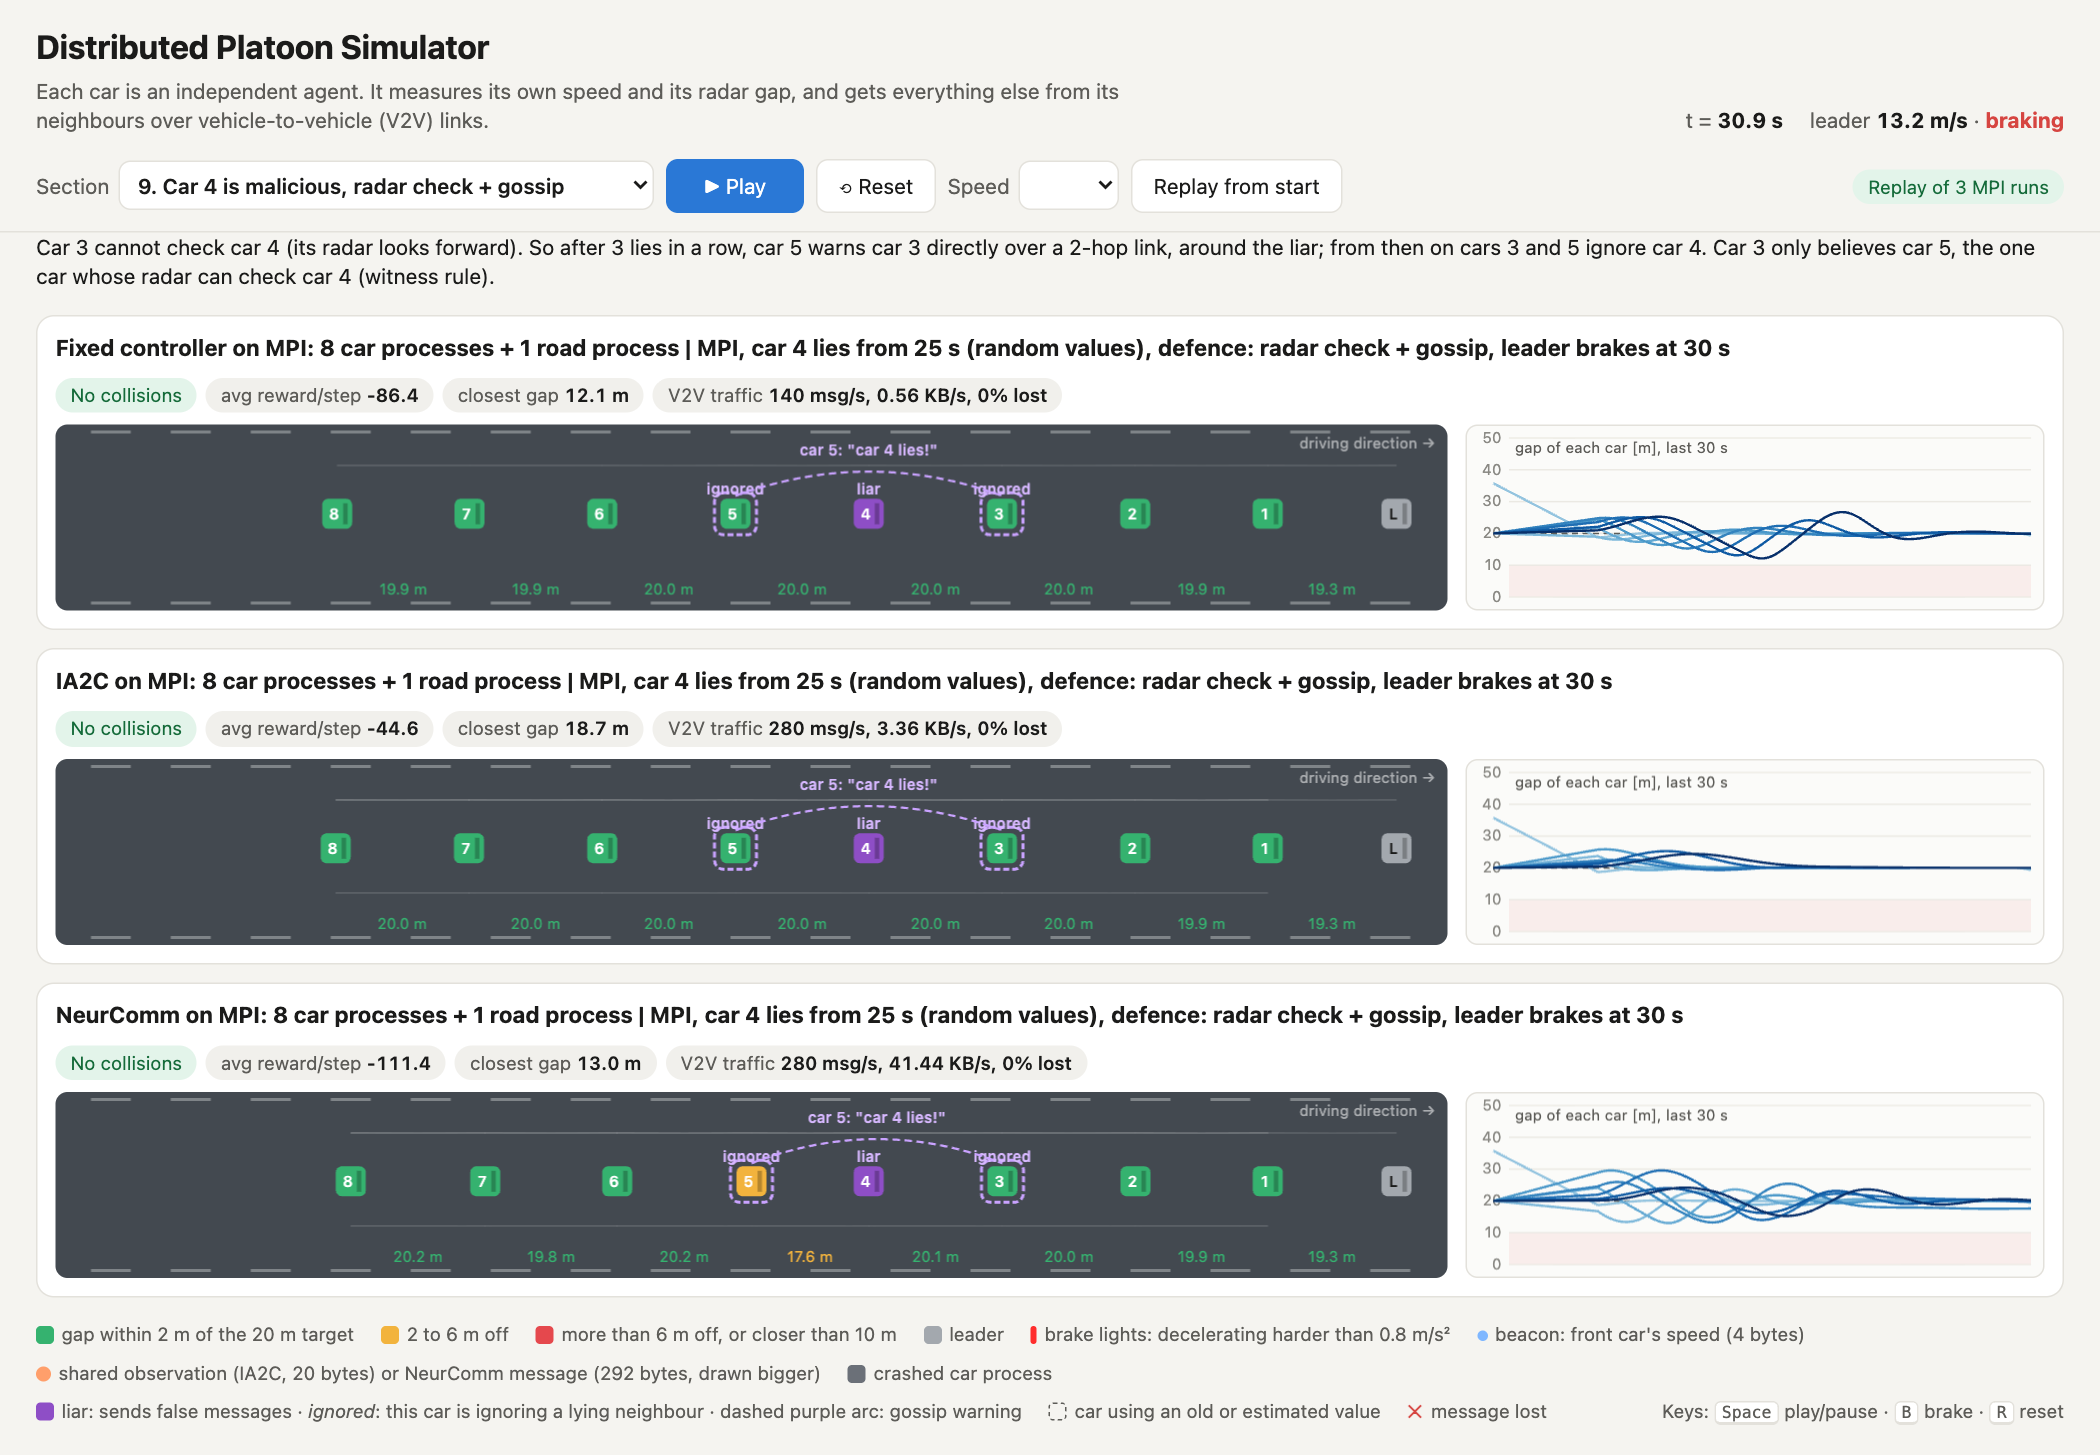 Distributed Platoon Simulator
Each car is an independent agent. It measures its own speed and its radar gap, and gets everything else from its
neighbours over vehicle-to-vehicle (V2V) links.
t = 30.9 s leader 13.2 m/s · braking
Section 9. Car 4 is malicious, radar check + gossip ▶ Play ⟲ Reset Speed Replay from start Replay of 3 MPI runs
Car 3 cannot check car 4 (its radar looks forward). So after 3 lies in a row, car 5 warns car 3 directly over a 2-hop link, around the liar; from then on cars 3 and 5 ignore car 4. Car 3 only believes car 5, the one
car whose radar can check car 4 (witness rule).
Fixed controller on MPI: 8 car processes + 1 road process | MPI, car 4 lies from 25 s (random values), defence: radar check + gossip, leader brakes at 30 s
No collisions avg reward/step -86.4 closest gap 12.1 m V2V traffic 140 msg/s, 0.56 KB/s, 0% lost
driving direction →
car 5: "car 4 lies!"
ignored liar ignored
8 7 6 5 4 3 2 1 L
19.9 m 19.9 m 20.0 m 20.0 m 20.0 m 20.0 m 19.9 m 19.3 m
gap of each car [m], last 30 s
50
40
30
20
10
0
IA2C on MPI: 8 car processes + 1 road process | MPI, car 4 lies from 25 s (random values), defence: radar check + gossip, leader brakes at 30 s
No collisions avg reward/step -44.6 closest gap 18.7 m V2V traffic 280 msg/s, 3.36 KB/s, 0% lost
driving direction →
car 5: "car 4 lies!"
ignored liar ignored
8 7 6 5 4 3 2 1 L
20.0 m 20.0 m 20.0 m 20.0 m 20.0 m 20.0 m 19.9 m 19.3 m
gap of each car [m], last 30 s
50
40
30
20
10
0
NeurComm on MPI: 8 car processes + 1 road process | MPI, car 4 lies from 25 s (random values), defence: radar check + gossip, leader brakes at 30 s
No collisions avg reward/step -111.4 closest gap 13.0 m V2V traffic 280 msg/s, 41.44 KB/s, 0% lost
driving direction →
car 5: "car 4 lies!"
ignored liar ignored
8 7 6 5 4 3 2 1 L
20.2 m 19.8 m 20.2 m 17.6 m 20.1 m 20.0 m 19.9 m 19.3 m
gap of each car [m], last 30 s
50
40
30
20
10
0
gap within 2 m of the 20 m target 2 to 6 m off more than 6 m off, or closer than 10 m leader brake lights: decelerating harder than 0.8 m/s² beacon: front car's speed (4 bytes)
shared observation (IA2C, 20 bytes) or NeurComm message (292 bytes, drawn bigger) crashed car process
liar: sends false messages · ignored: this car is ignoring a lying neighbour · dashed purple arc: gossip warning car using an old or estimated value message lost Keys: Space play/pause · B brake · R reset